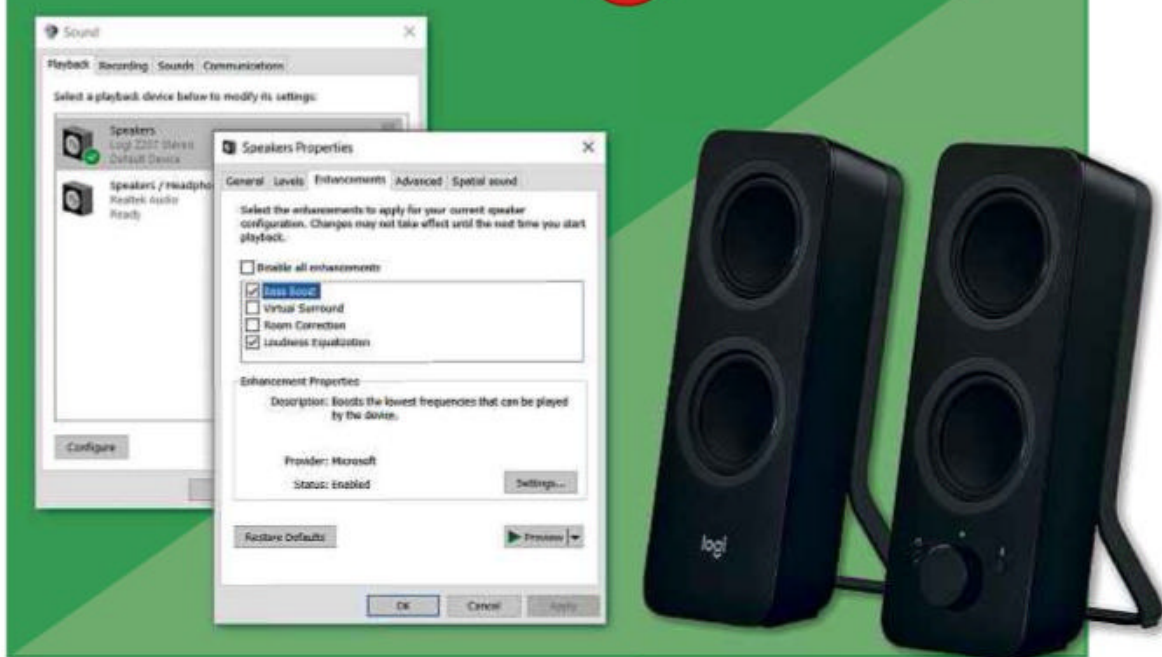 Sound
Playback Recording Sounds Communications
Select a playback device below to modify its settings:
Speakers
Logi Z207 Stereo
Default Device
Speakers / Headpho
Realtek Audio
Ready
Configure
Speakers Properties
General Levels Enhancements Advanced Spatial sound
Select the enhancements to apply for your current speaker
configuration. Changes may not take effect until the next time you start
playback.
Disable all enhancements
Bass Boost
Virtual Surround
Room Correction
Loudness Equalization
Enhancement Properties
Description: Boosts the lowest frequencies that can be played
by the device.
Provider: Microsoft
Status: Enabled
Settings...
Restore Defaults
Preview
OK
Cancel
Apply
logi